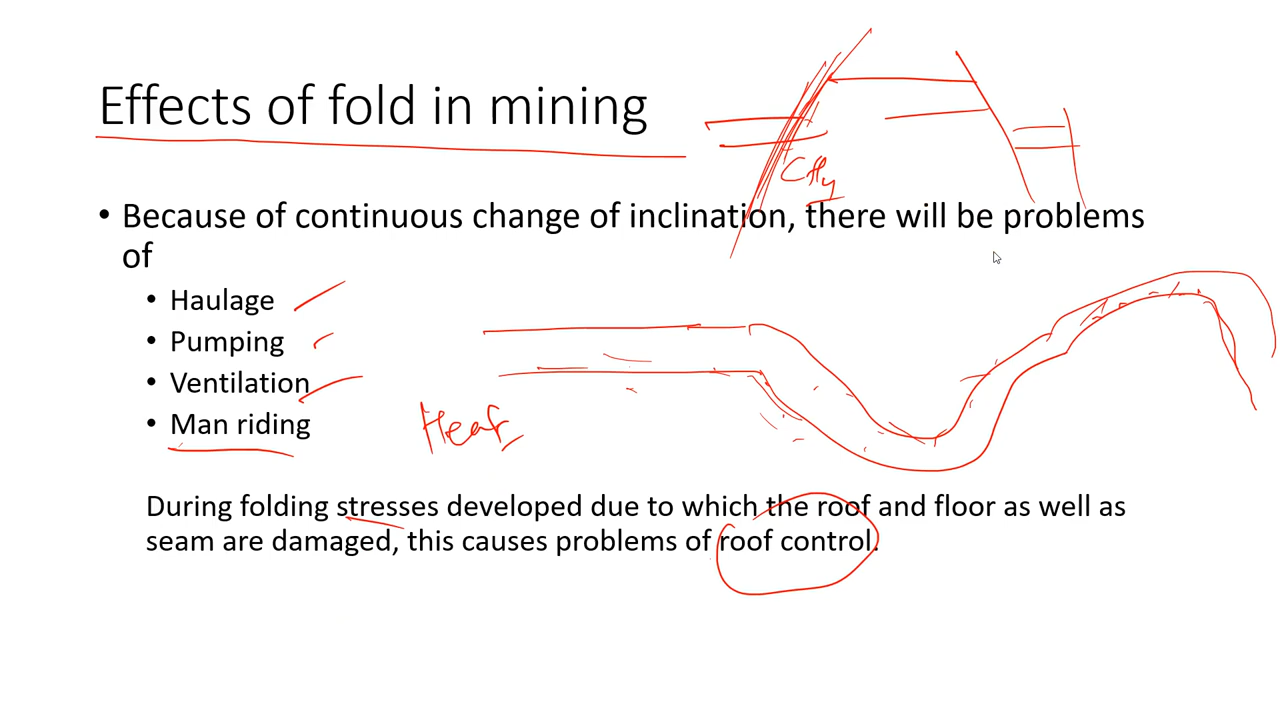 Effects of fold in mining
CH4
• Because of continuous change of inclination, there will be problems
of
• Haulage
• Pumping
• Ventilation
• Man riding
Heat
During folding stresses developed due to which the roof and floor as well as
seam are damaged, this causes problems of roof control.